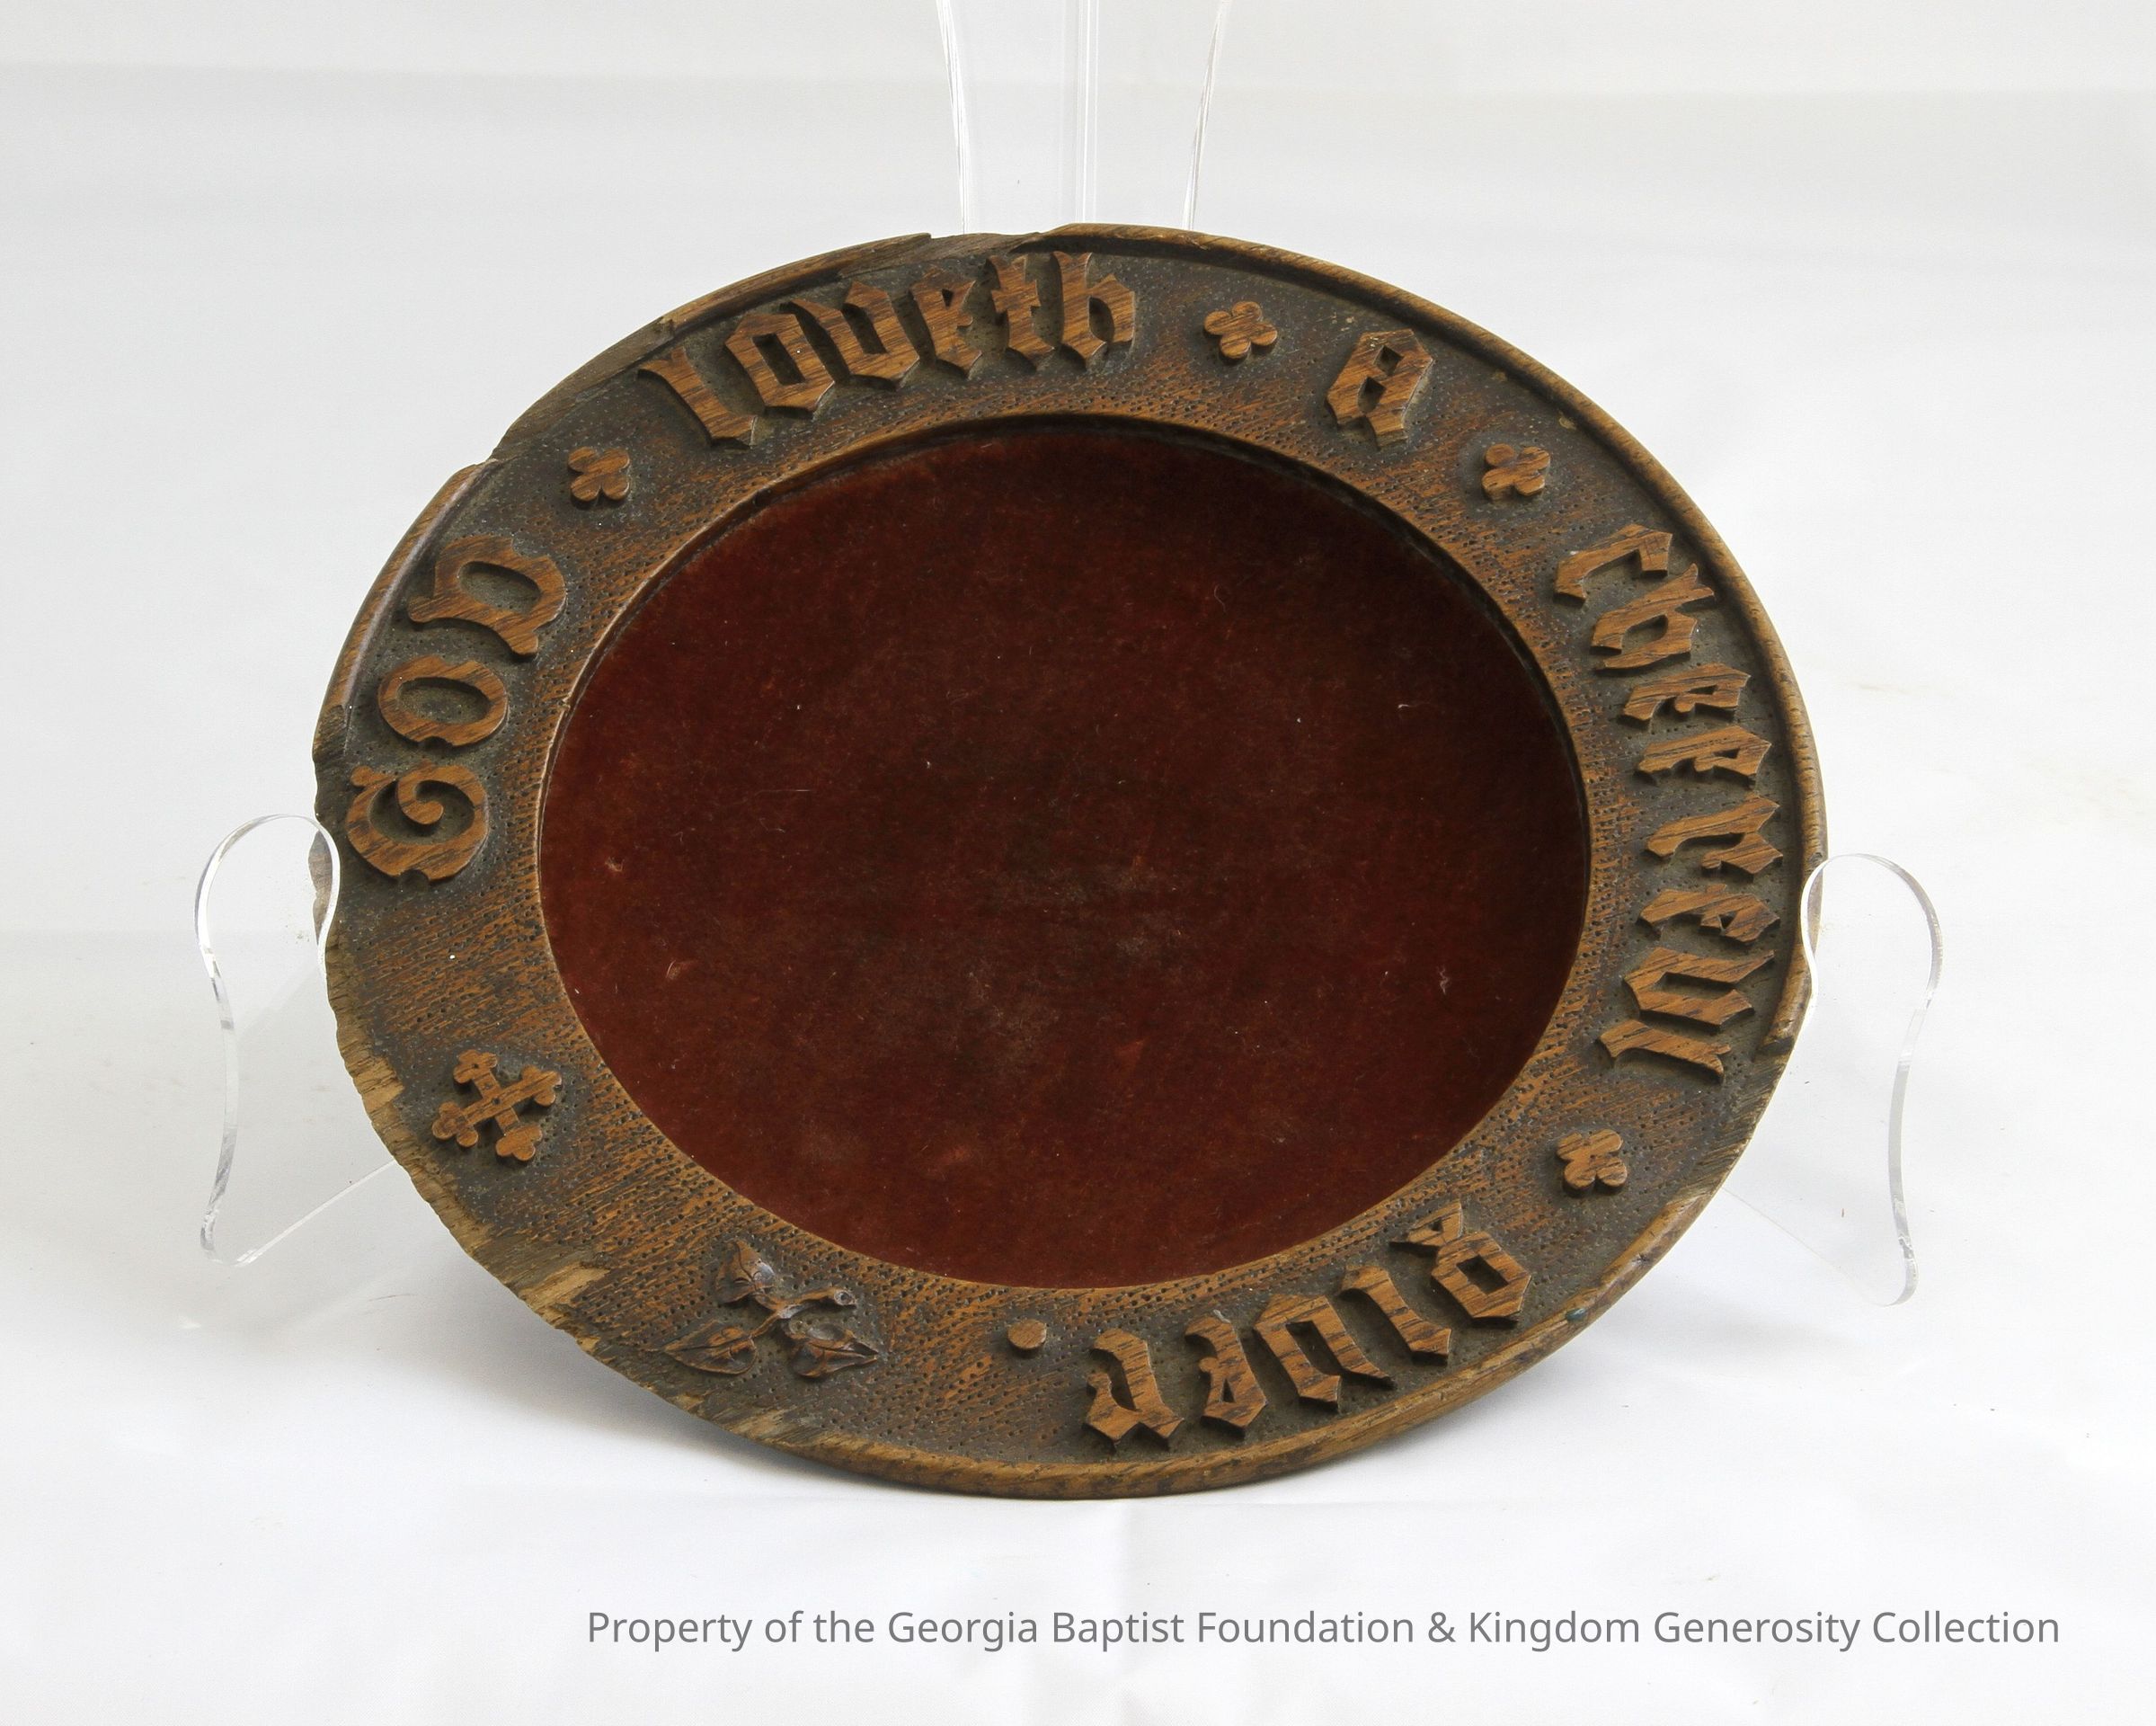 GOD loveth A Cheerful giver.
Property of the Georgia Baptist Foundation & Kingdom Generosity Collection